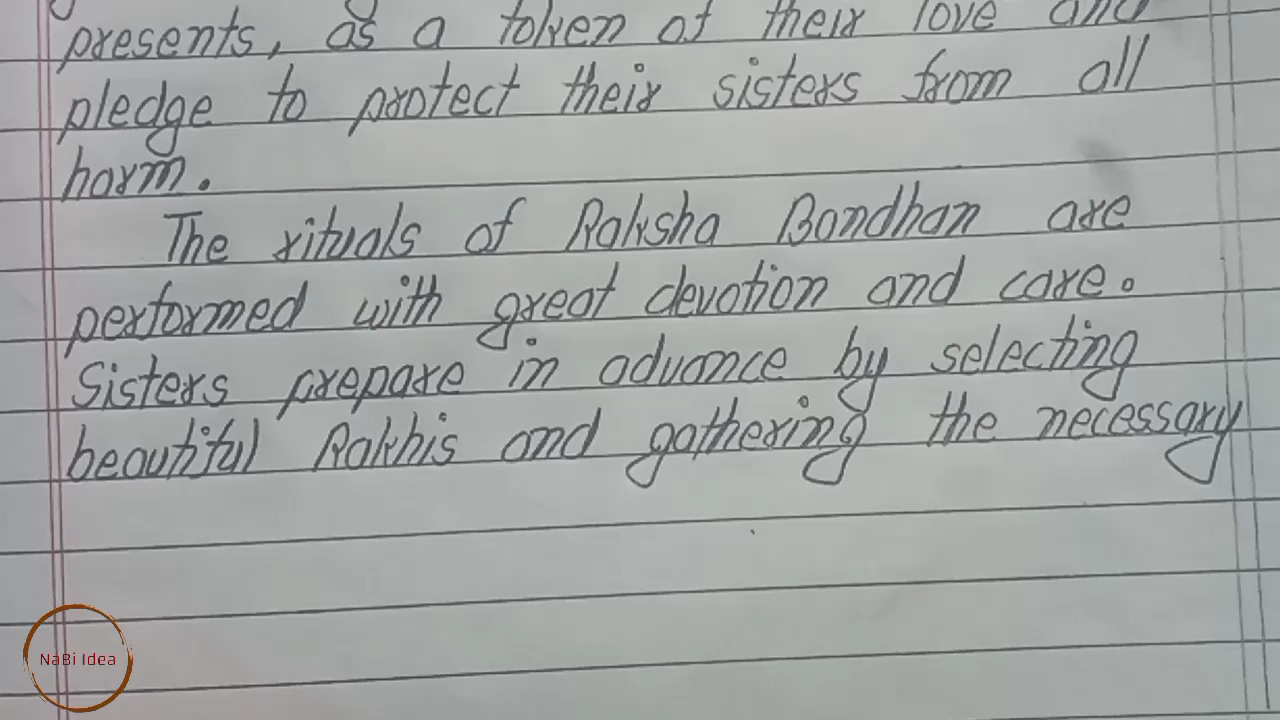 presents, as a token of their love and
pledge to protect their sisters from all
harm.
The rituals of Raksha Bandhan are
performed with great devotion and care.
Sisters prepare in advance by selecting
beautiful Rakhis and gathering the necessary
NaBi Idea